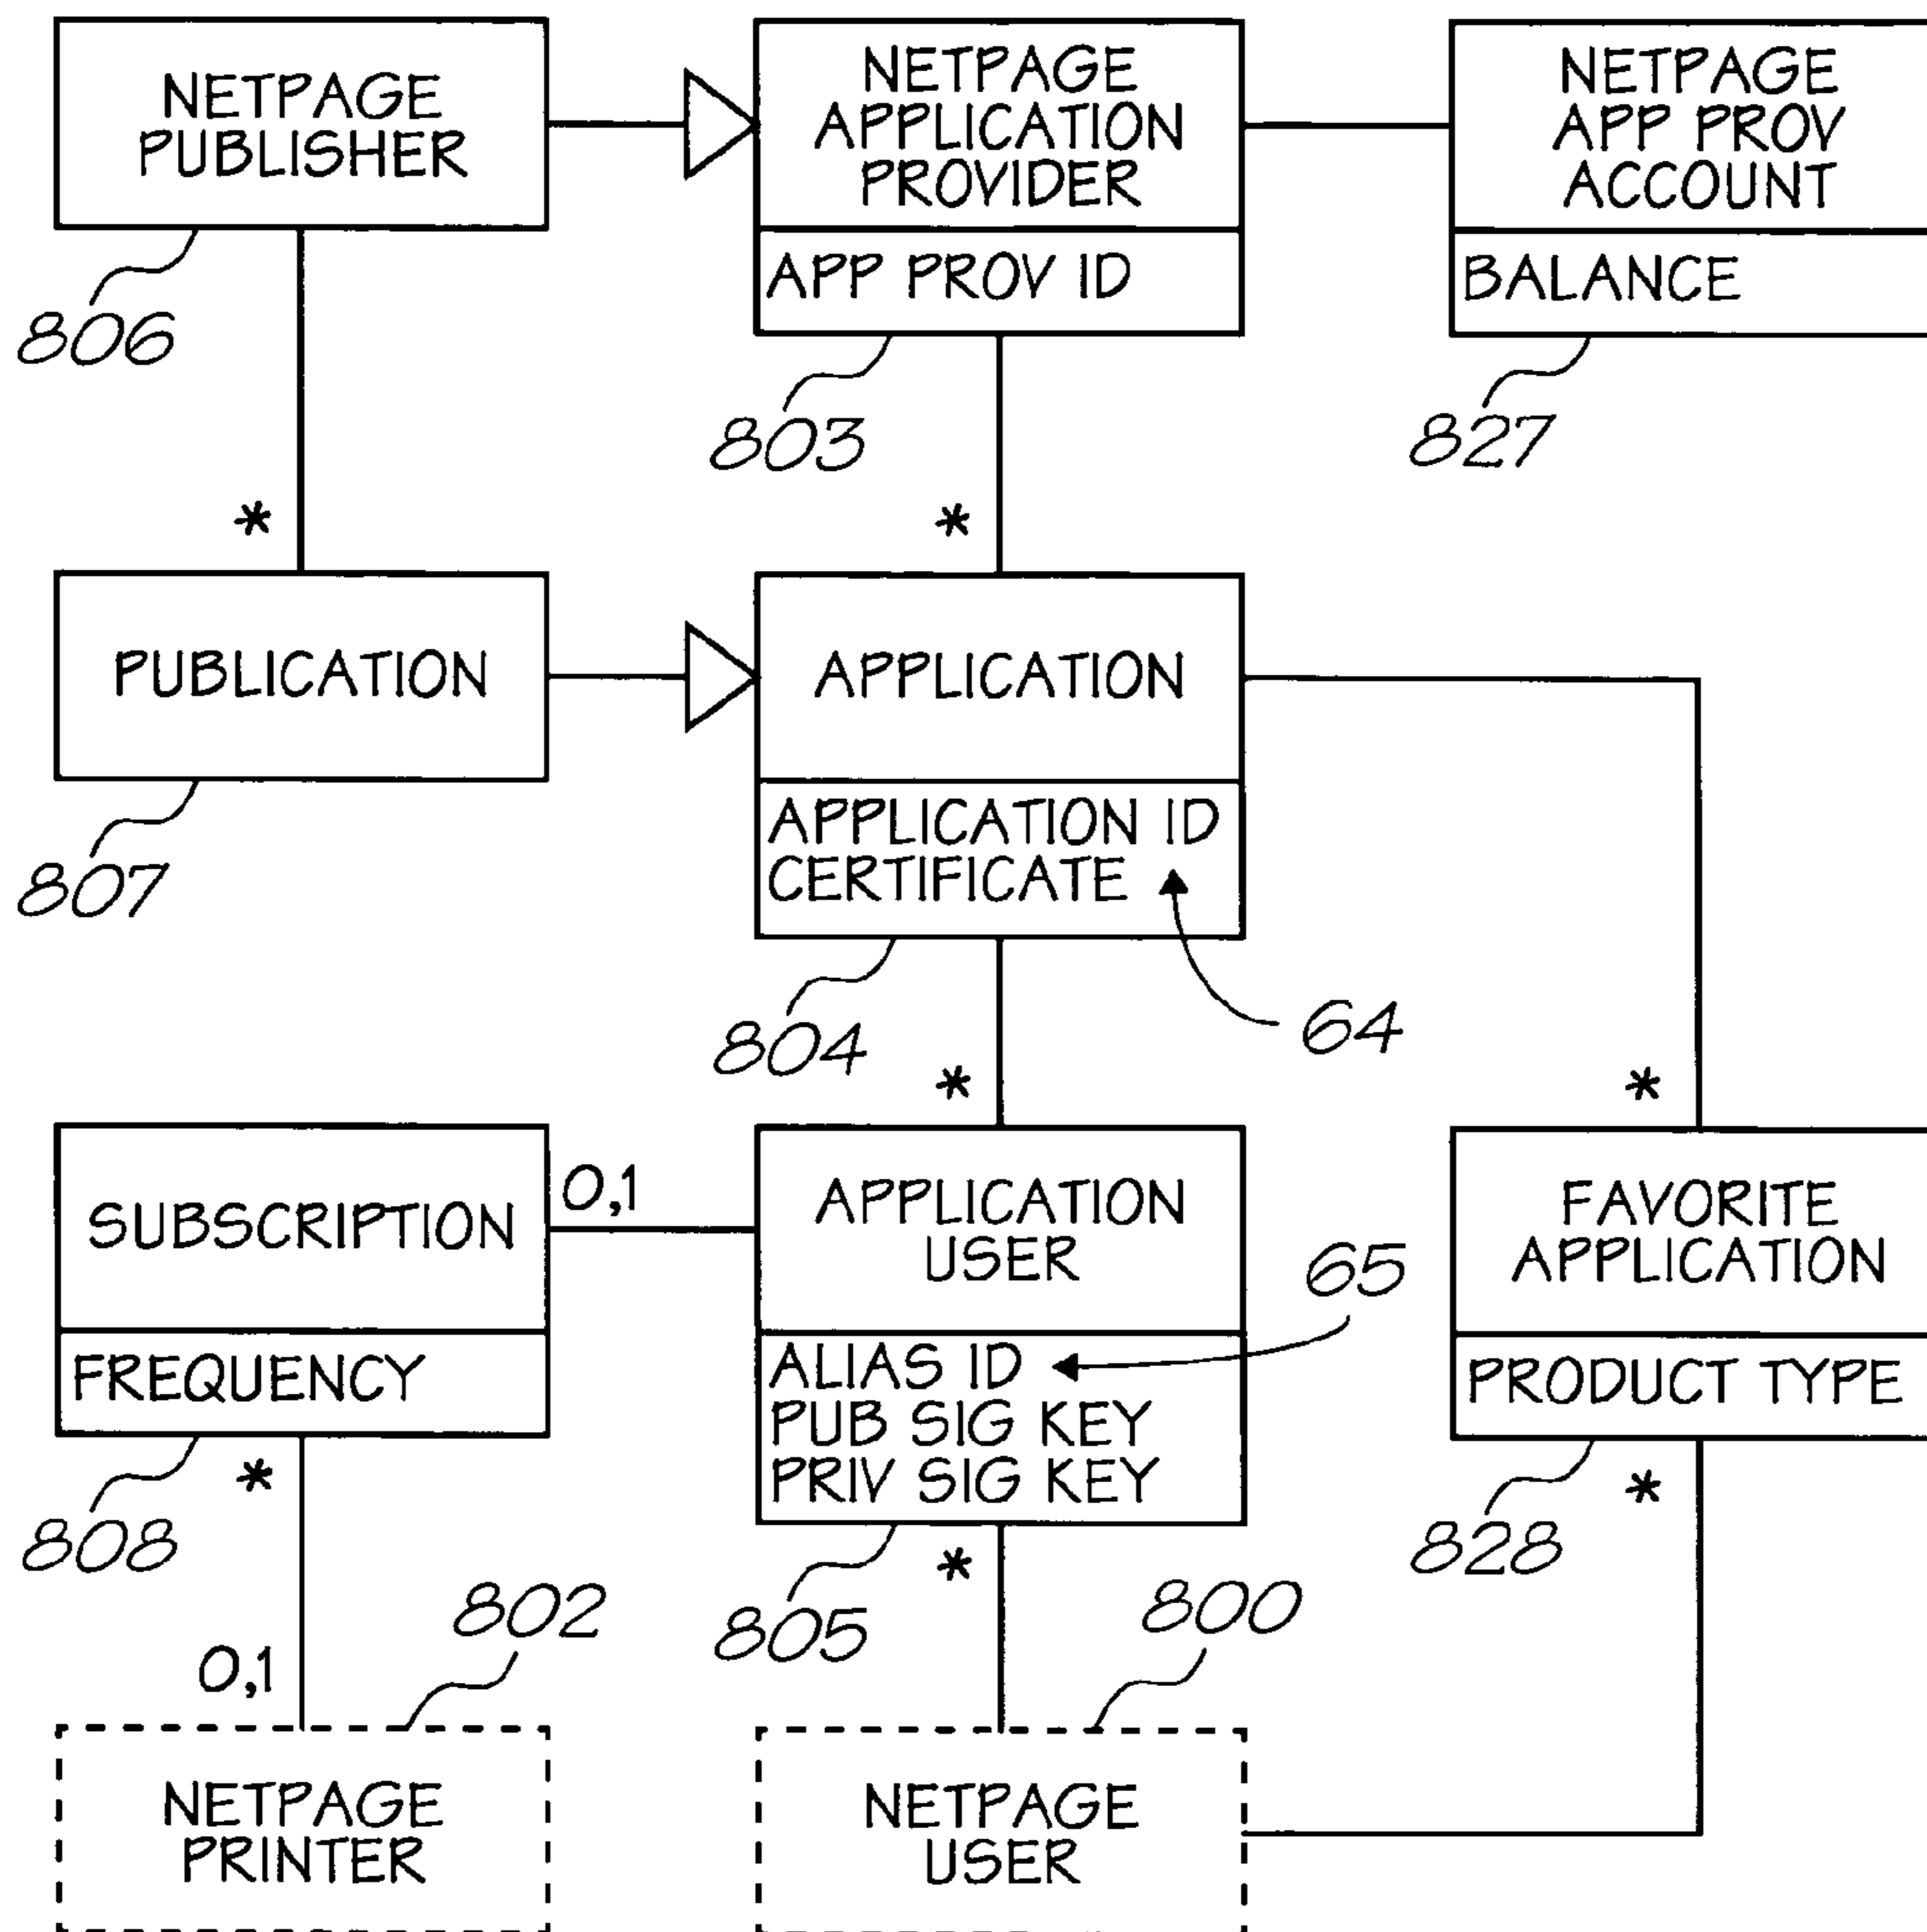 NETPAGE
PUBLISHER
806
NETPAGE
APPLICATION
PROVIDER
APP PROV ID
803
NETPAGE
APP PROV
ACCOUNT
BALANCE
827
*
*
PUBLICATION
807
APPLICATION
APPLICATION ID
CERTIFICATE
64
804
*
*
SUBSCRIPTION
FREQUENCY
0,1
808
*
APPLICATION
USER
ALIAS ID
PUB SIG KEY
PRIV SIG KEY
65
805
*
FAVORITE
APPLICATION
PRODUCT TYPE
828
*
802
0,1
NETPAGE
PRINTER
800
NETPAGE
USER